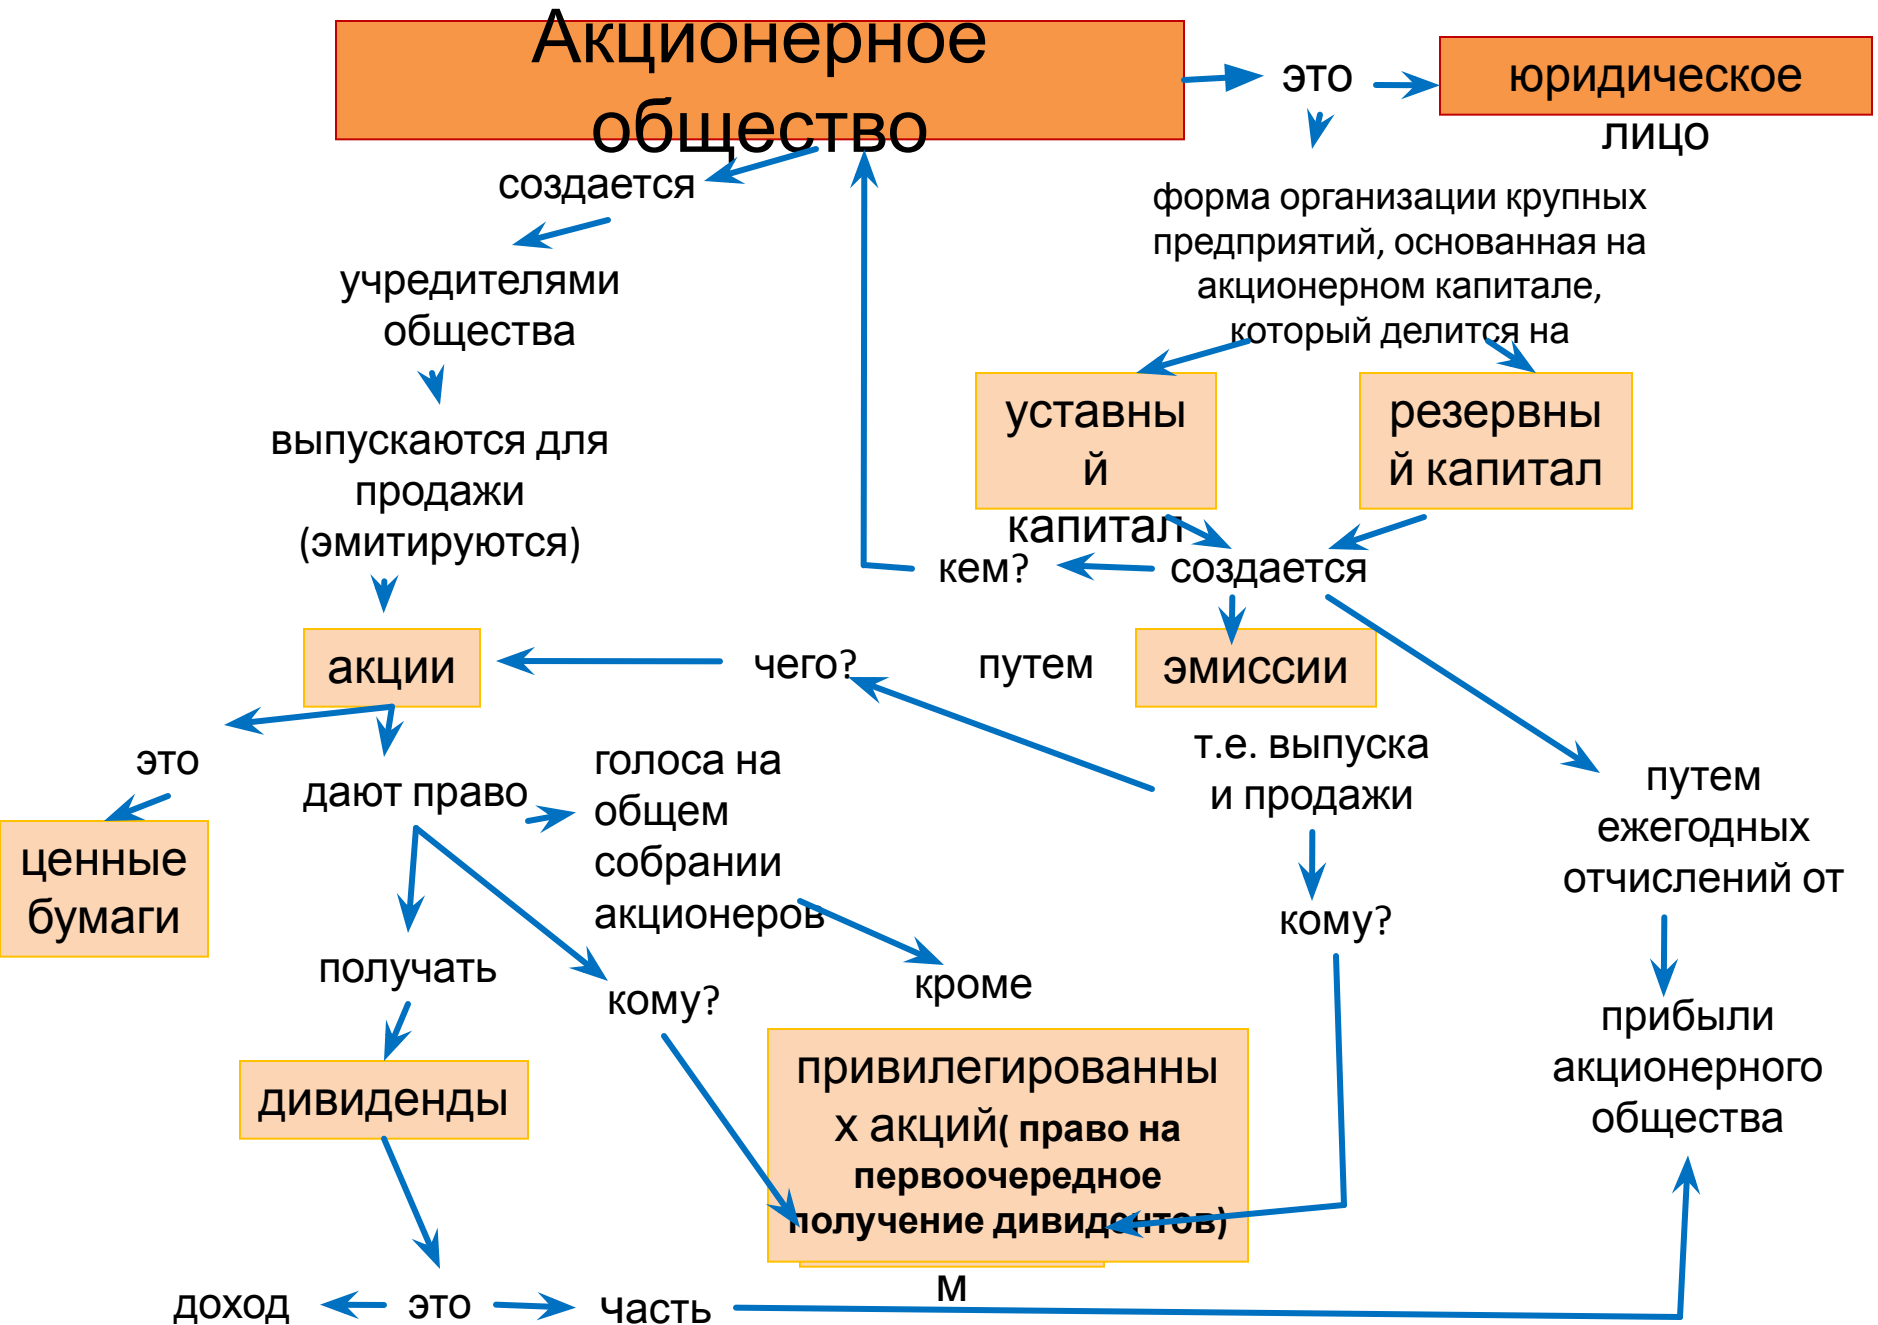 Акционерное
общество
это
юридическое
лицо
создается
форма организации крупных
предприятий, основанная на
акционерном капитале,
который делится на
учредителями
общества
уставны
й
капитал
резервны
й капитал
выпускаются для
продажи
(эмитируются)
кем?
создается
акции
чего?
путем
эмиссии
это
дают право
голоса на
общем
собрании
акционеров
т.е. выпуска
и продажи
путем
ежегодных
отчислений от
ценные
бумаги
кому?
получать
кому?
кроме
прибыли
акционерного
общества
дивиденды
привилегированны
х акций( право на
первоочередное
получение дивидентов)
м
доход
это
часть